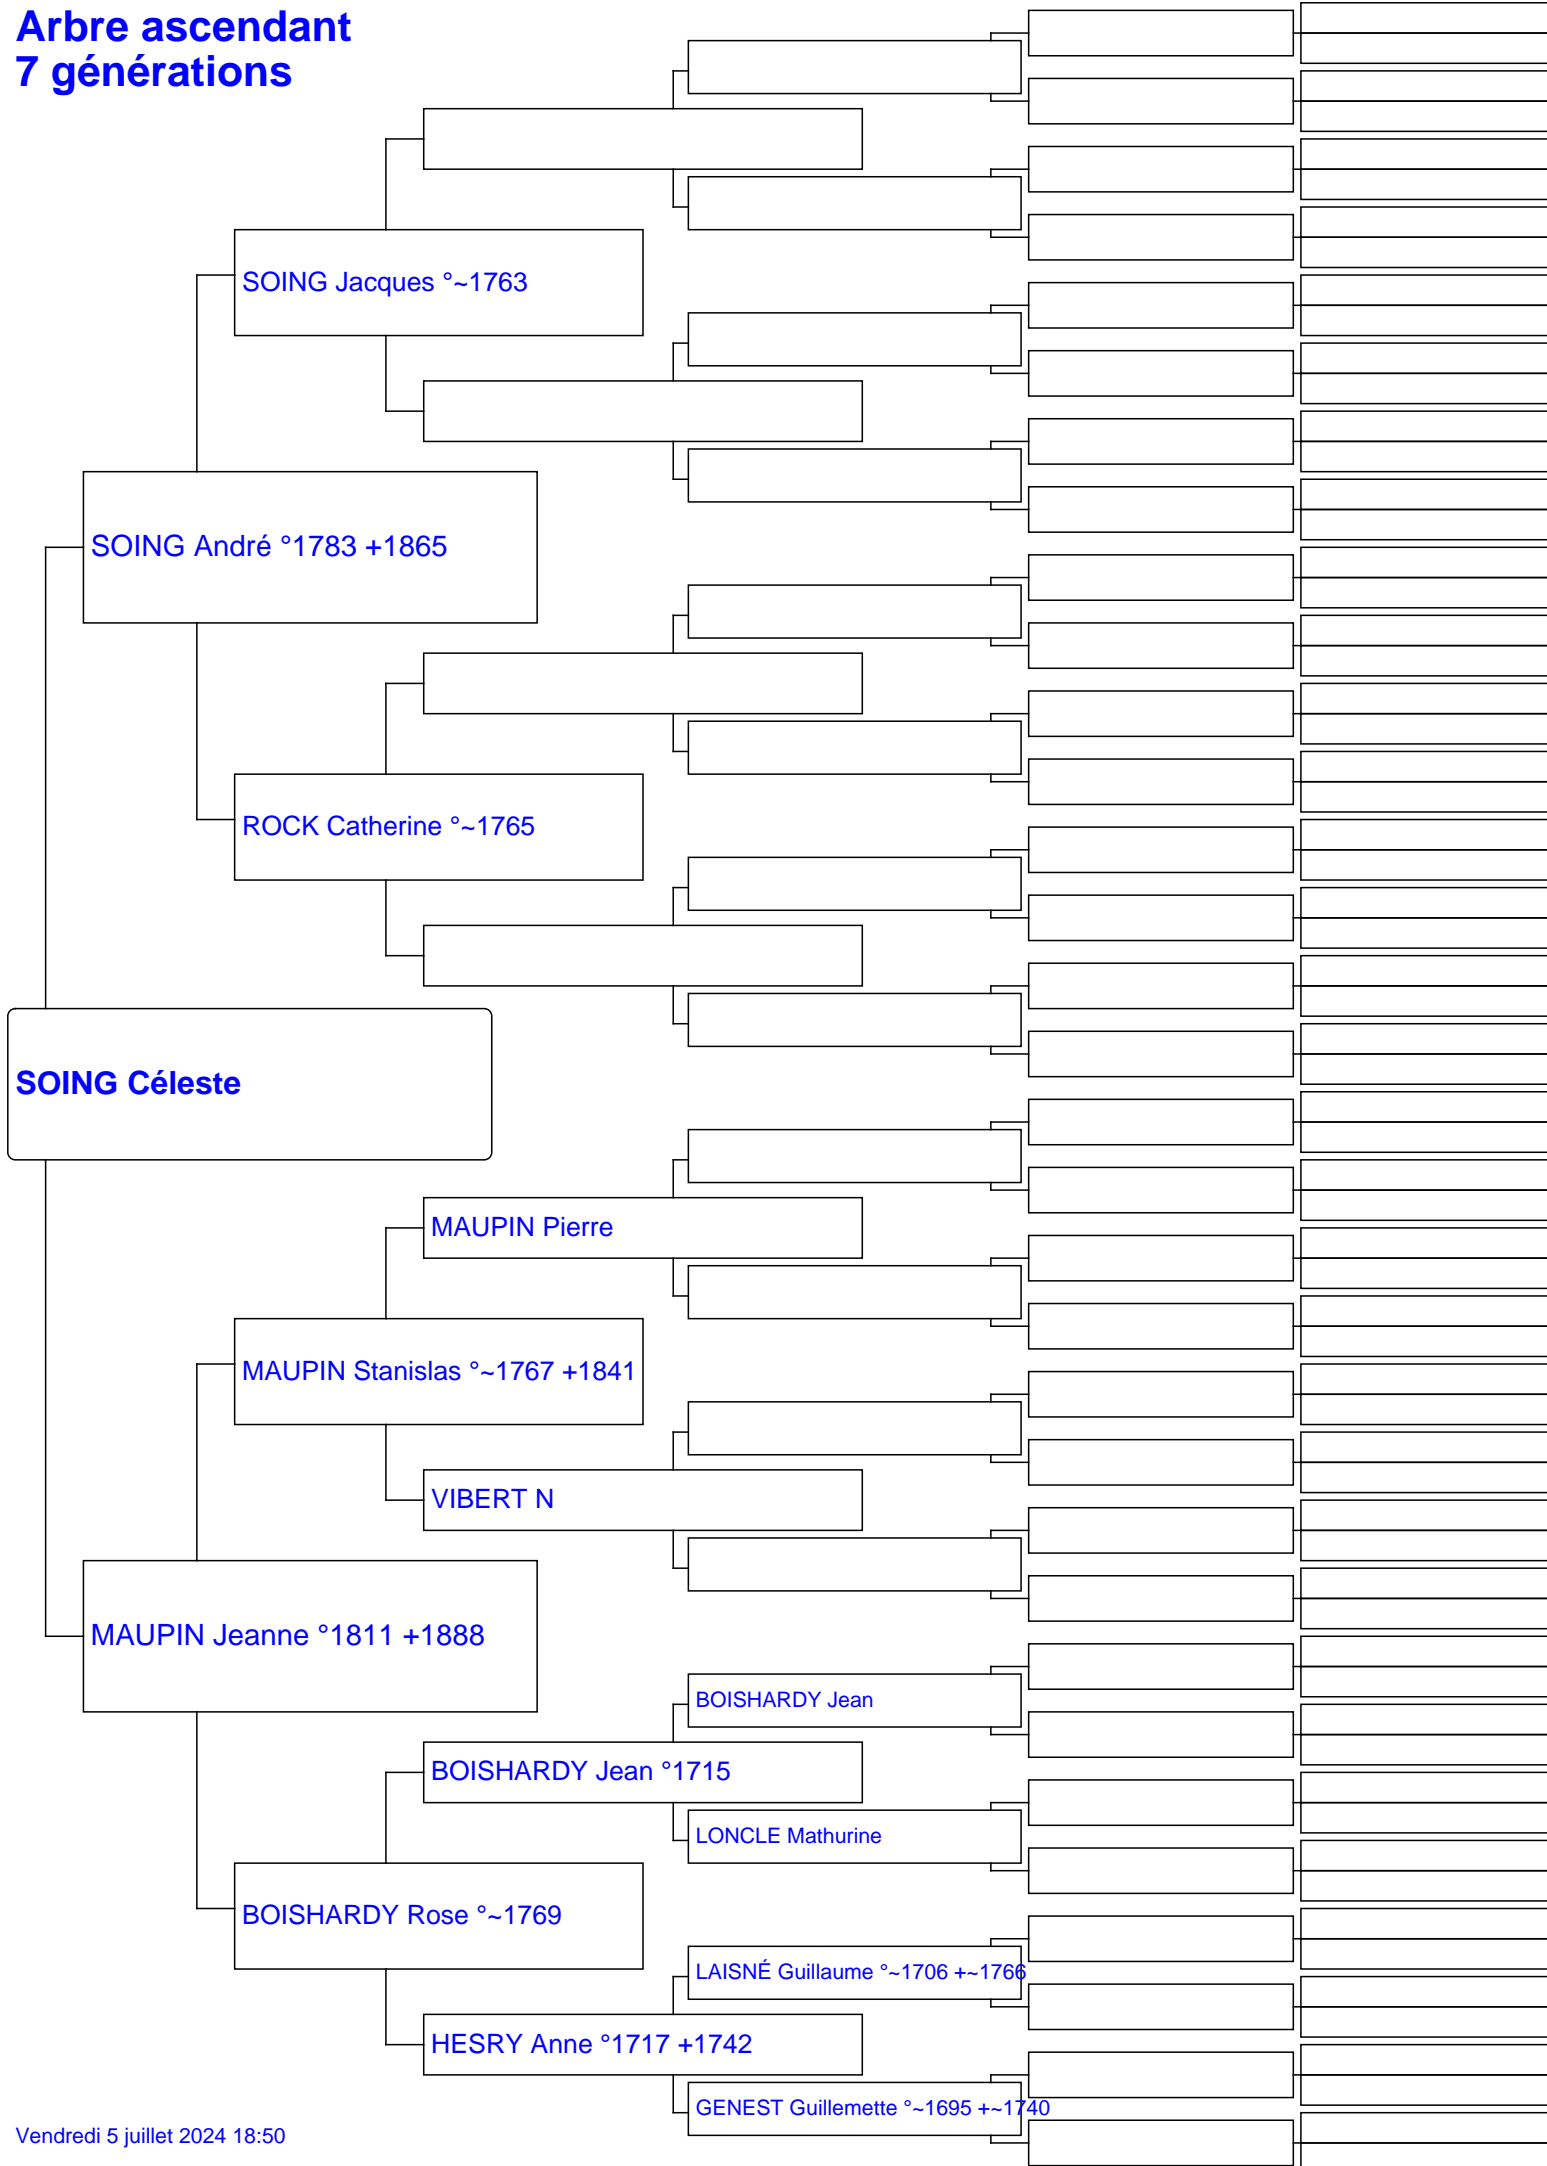 Arbre ascendant
7 générations
SOING Jacques °~1763
SOING André °1783 +1865
ROCK Catherine °~1765
SOING Céleste
MAUPIN Pierre
MAUPIN Stanislas °~1767 +1841
VIBERT N
MAUPIN Jeanne °1811 +1888
BOISHARDY Jean
BOISHARDY Jean °1715
LONCLE Mathurine
BOISHARDY Rose °~1769
LAISNÉ Guillaume °~1706 +~1766
HESRY Anne °1717 +1742
GENEST Guillemette °~1695 +~1740
Vendredi 5 juillet 2024 18:50